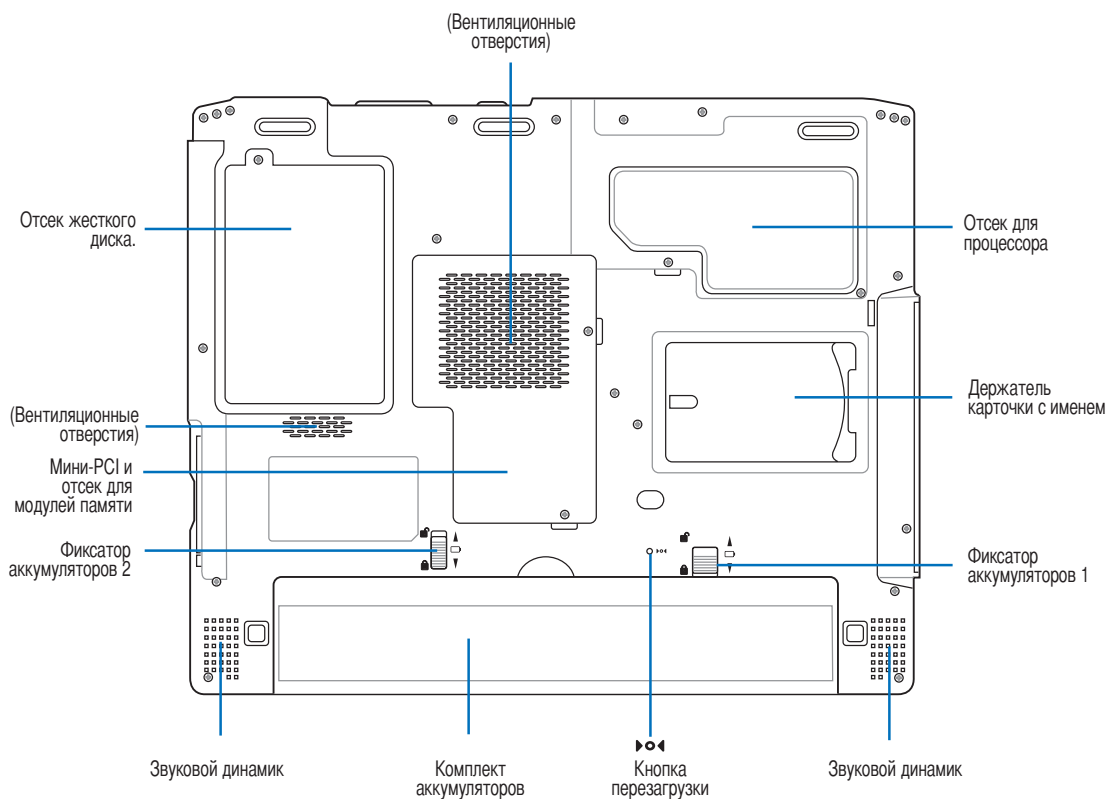 (Вентиляционные
отверстия)
Отсек жесткого
диска.
Отсек для
процессора
Держатель
карточки с именем
(Вентиляционные
отверстия)
Мини-PCI и
отсек для
модулей памяти
Фиксатор
аккумуляторов 2
Фиксатор
аккумуляторов 1
Звуковой динамик
Комплект
аккумуляторов
Кнопка
перезагрузки
Звуковой динамик